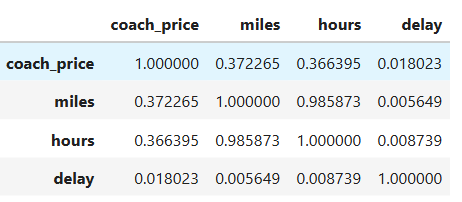 coach_price miles hours delay
coach_price 1.000000 0.372265 0.366395 0.018023
miles 0.372265 1.000000 0.985873 0.005649
hours 0.366395 0.985873 1.000000 0.008739
delay 0.018023 0.005649 0.008739 1.000000